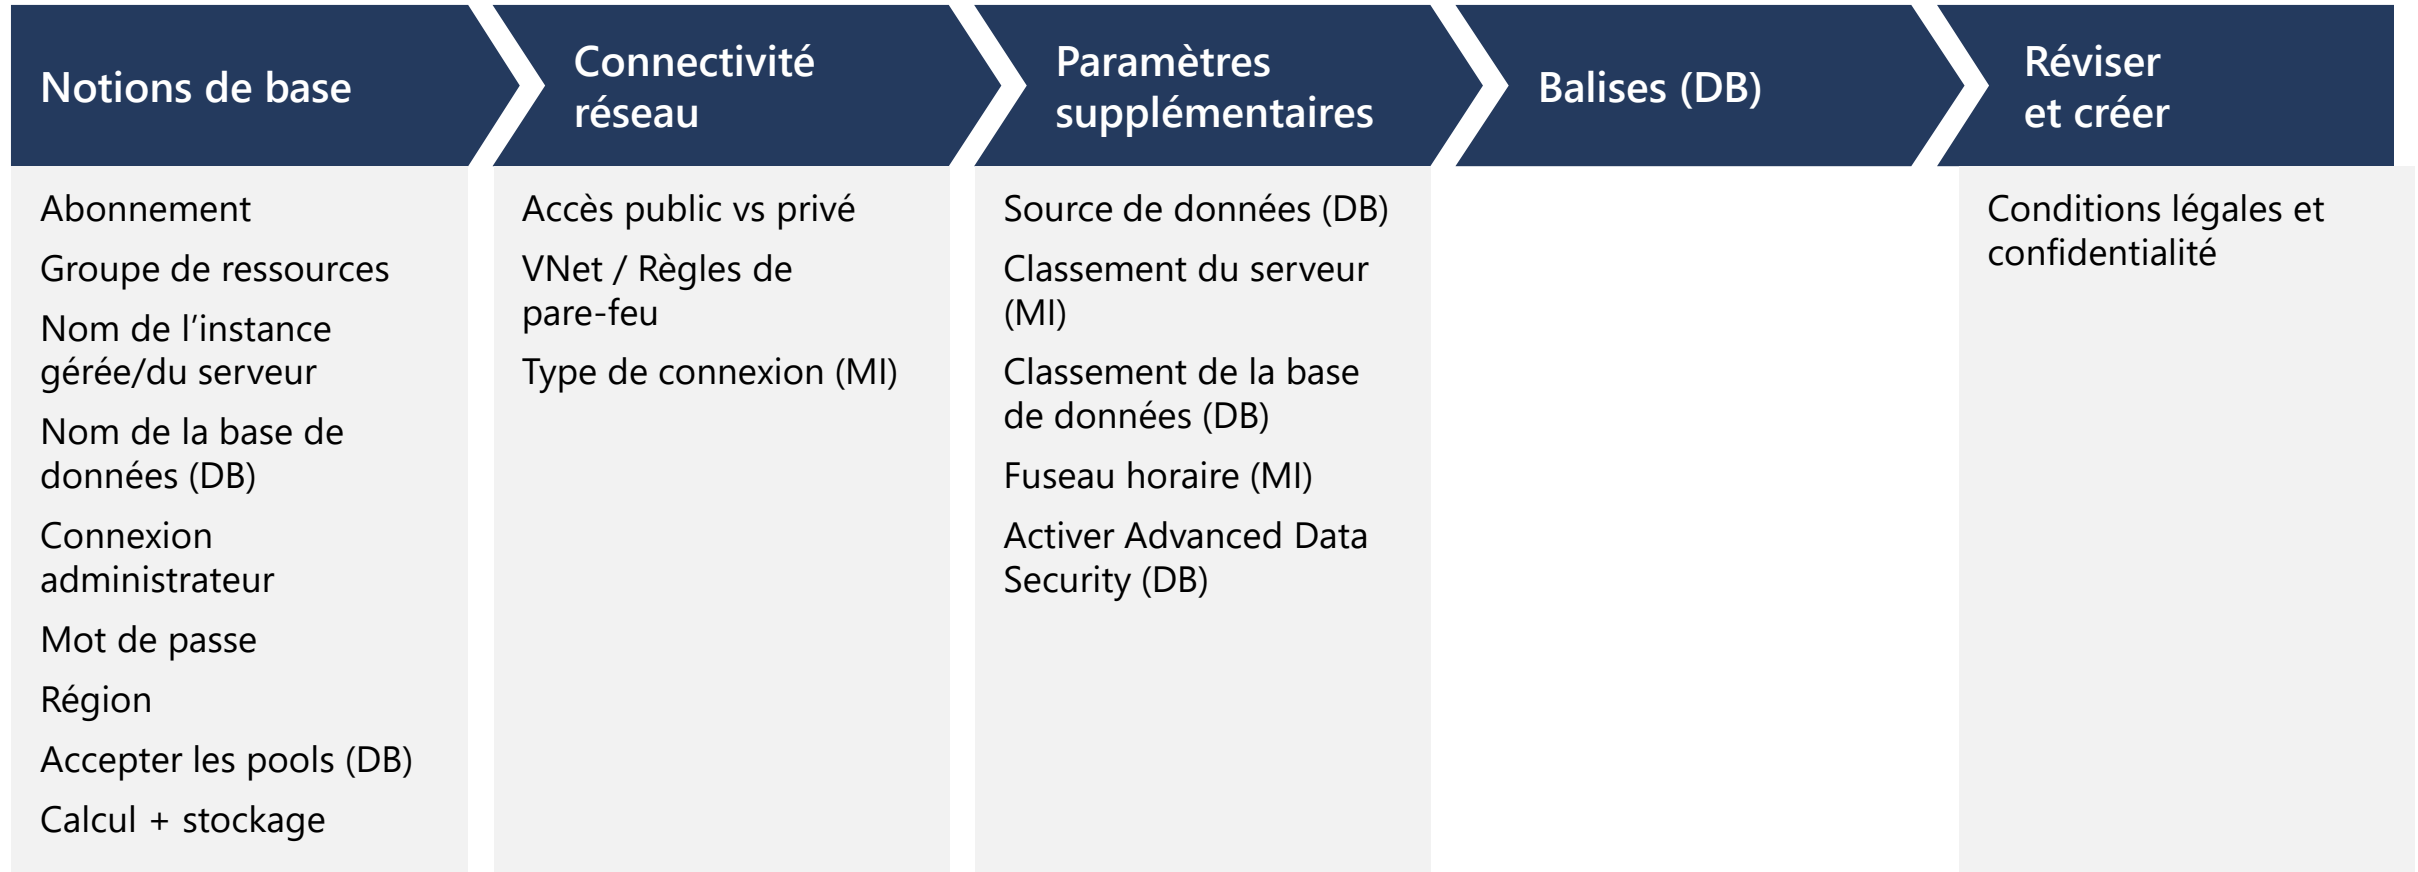 Notions de base
Connectivité
réseau
Paramètres
supplémentaires
Balises (DB)
Réviser
et créer
Abonnement
Groupe de ressources
Nom de l’instance
gérée/du serveur
Nom de la base de
données (DB)
Connexion
administrateur
Mot de passe
Région
Accepter les pools (DB)
Calcul + stockage
Accès public vs privé
VNet / Règles de
pare-feu
Type de connexion (MI)
Source de données (DB)
Classement du serveur
(MI)
Classement de la base
de données (DB)
Fuseau horaire (MI)
Activer Advanced Data
Security (DB)
Conditions légales et
confidentialité